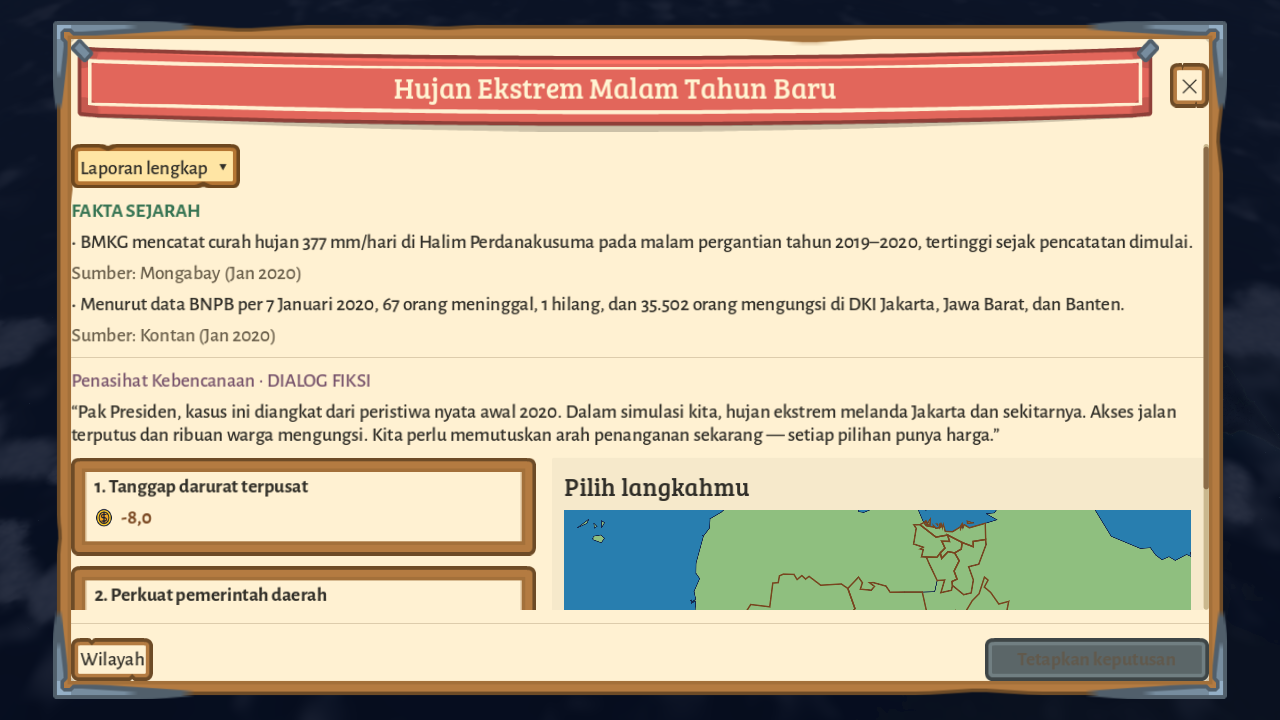 Hujan Ekstrem Malam Tahun Baru
Laporan lengkap
FAKTA SEJARAH
· BMKG mencatat curah hujan 377 mm/hari di Halim Perdanakusuma pada malam pergantian tahun 2019–2020, tertinggi sejak pencatatan dimulai.
Sumber: Mongabay (Jan 2020)
· Menurut data BNPB per 7 Januari 2020, 67 orang meninggal, 1 hilang, dan 35.502 orang mengungsi di DKI Jakarta, Jawa Barat, dan Banten.
Sumber: Kontan (Jan 2020)
Penasihat Kebencanaan · DIALOG FIKSI
“Pak Presiden, kasus ini diangkat dari peristiwa nyata awal 2020. Dalam simulasi kita, hujan ekstrem melanda Jakarta dan sekitarnya. Akses jalan
terputus dan ribuan warga mengungsi. Kita perlu memutuskan arah penanganan sekarang — setiap pilihan punya harga.”
1. Tanggap darurat terpusat
-8,0
2. Perkuat pemerintah daerah
Pilih langkahmu
Wilayah
Tetapkan keputusan